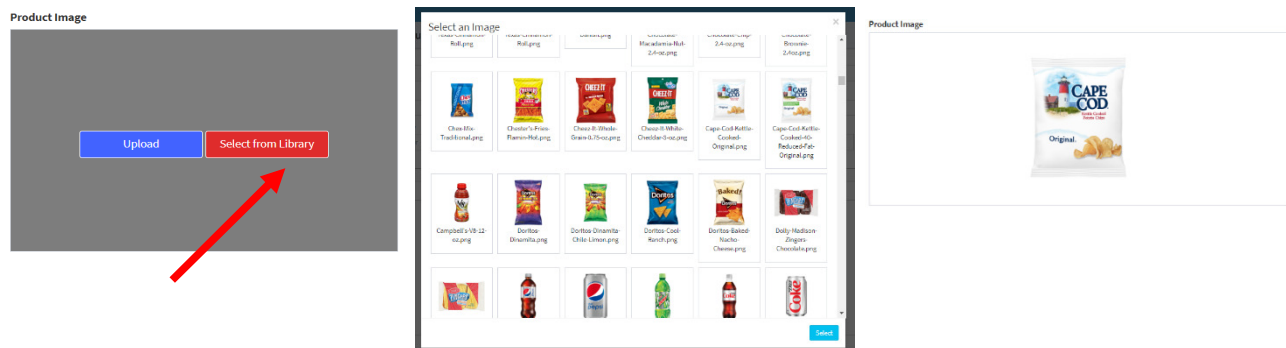 Product Image
Upload
Select from Library
Select an Image
×
Roll.png
Roll.png
Macadamia-Nut-
2.4-oz.png
2.4-oz.png
Brownie-
2.4oz.png
Chex-Mix-
Traditional.png
Chester's-Fries-
Flamin-Hot.png
Cheez-It-Whole-
Grain-0.75-oz.png
Cheez-It-White-
Cheddar-3-oz.png
Cape-Cod-Kettle-
Cooked-
Original.png
Cape-Cod-Kettle-
Cooked-40-
Reduced-Fat-
Original.png
Campbell's-V8-12-
oz.png
Doritos-
Dinamita.png
Doritos-Dinamita-
Chile-Limon.png
Doritos-Cool-
Ranch.png
Doritos-Baked-
Nacho-
Cheese.png
Dolly-Madison-
Zingers-
Chocolate.png
Select
Product Image
CAPE
COD
Original.